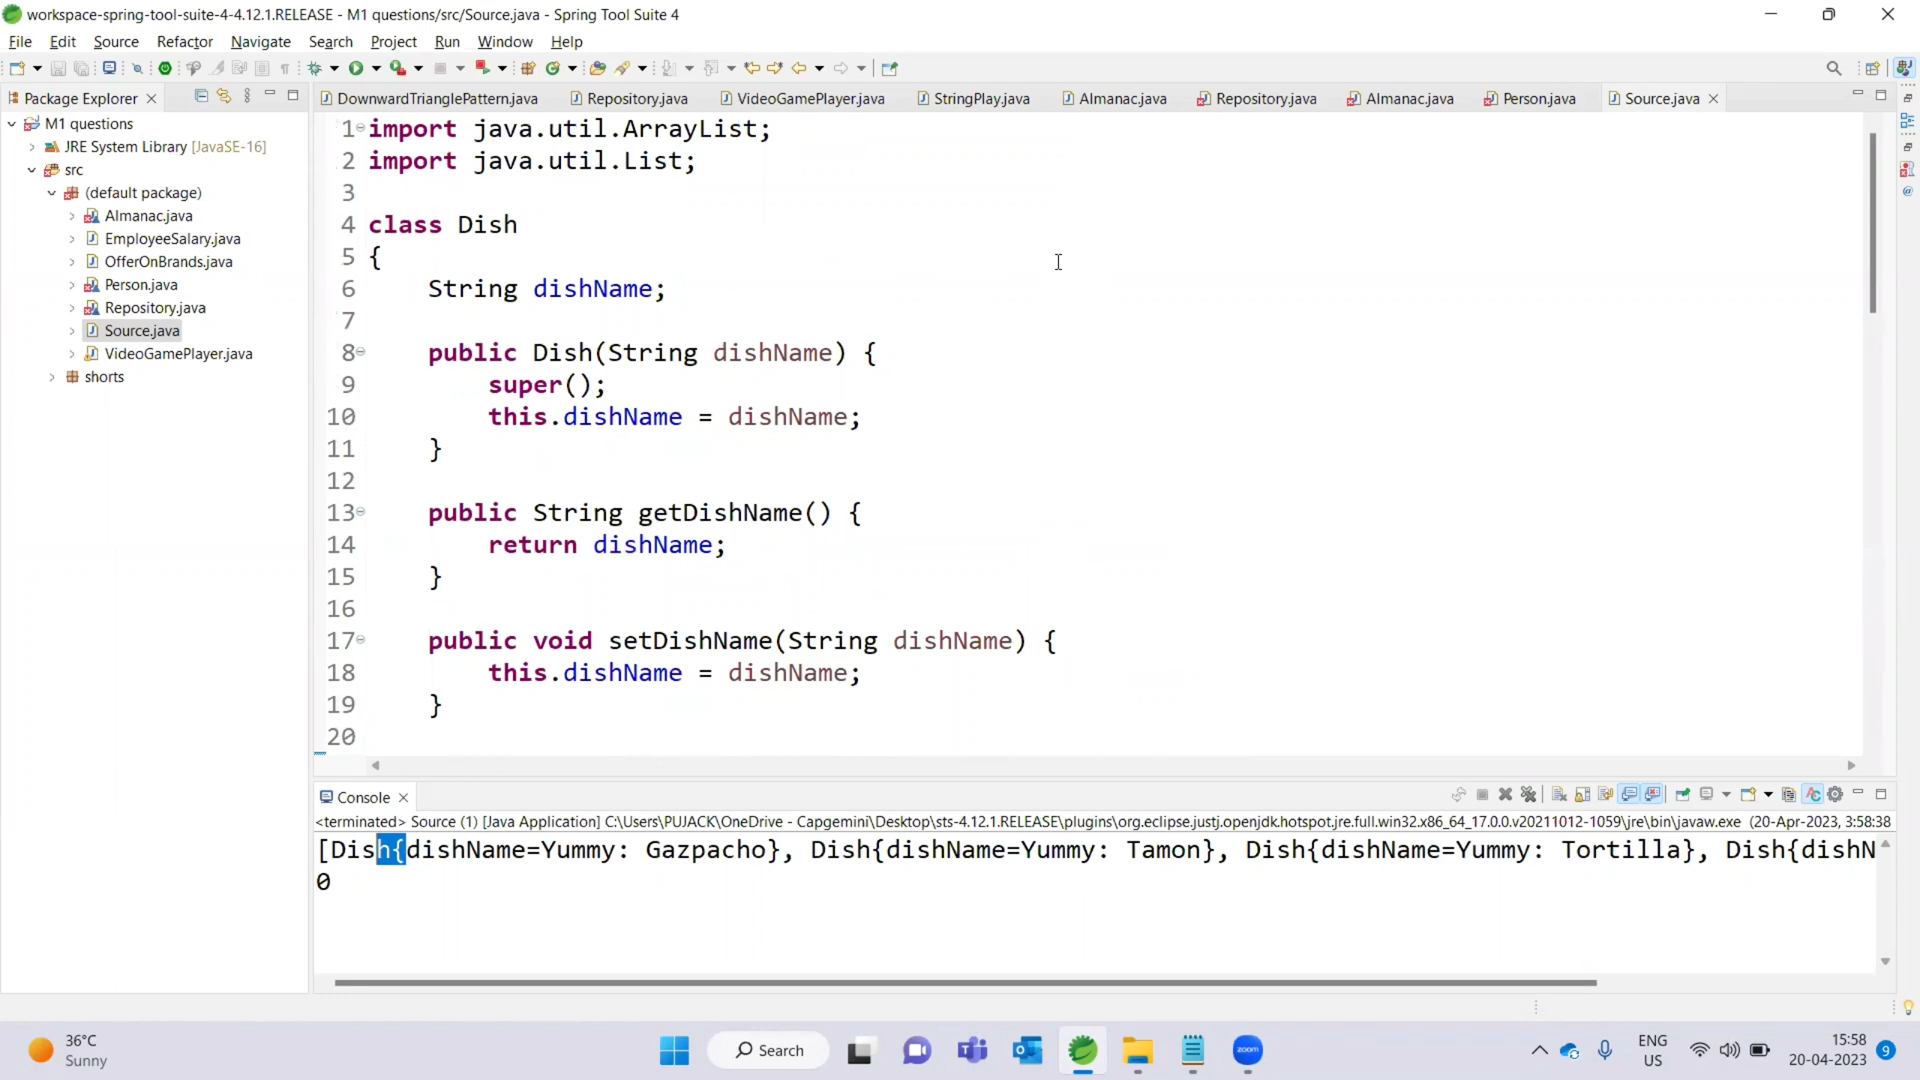 workspace-spring-tool-suite-4-4.12.1.RELEASE - M1 questions/src/Source.java - Spring Tool Suite 4
File Edit Source Refactor Navigate Search Project Run Window Help
Package Explorer
DownwardTrianglePattern.java Repository.java VideoGamePlayer.java StringPlay.java Almanac.java Repository.java Almanac.java Person.java Source.java
M1 questions
JRE System Library [JavaSE-16]
src
(default package)
Almanac.java
EmployeeSalary.java
OfferOnBrands.java
Person.java
Repository.java
Source.java
VideoGamePlayer.java
shorts
1 import java.util.ArrayList;
2 import java.util.List;
3
4 class Dish
5 {
6 String dishName;
7
8 public Dish(String dishName) {
9 super();
10 this.dishName = dishName;
11 }
12
13 public String getDishName() {
14 return dishName;
15 }
16
17 public void setDishName(String dishName) {
18 this.dishName = dishName;
19 }
20
Console
<terminated> Source (1) [Java Application] C:\Users\PUJACK\OneDrive - Capgemini\Desktop\sts-4.12.1.RELEASE\plugins\org.eclipse.justj.openjdk.hotspot.jre.full.win32.x86_64_17.0.0.v20211012-1059\jre\bin\javaw.exe (20-Apr-2023, 3:58:38
[Dish{dishName=Yummy: Gazpacho}, Dish{dishName=Yummy: Tamon}, Dish{dishName=Yummy: Tortilla}, Dish{dishN
0
36°C
Sunny
Search
zoom
ENG
US
15:58
20-04-2023
9